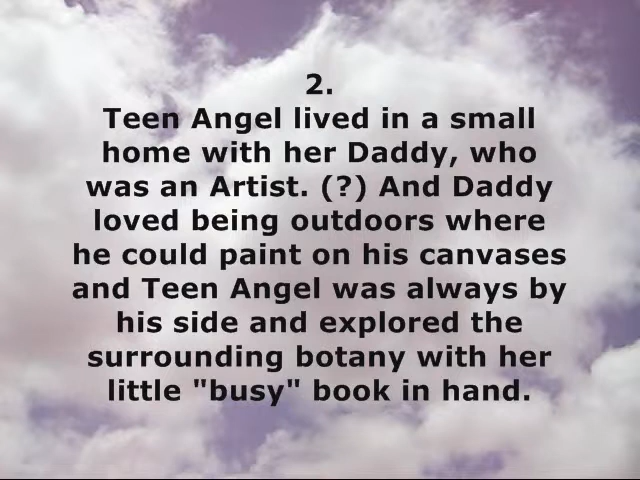 2.
Teen Angel lived in a small
home with her Daddy, who
was an Artist. (?) And Daddy
loved being outdoors where
he could paint on his canvases
and Teen Angel was always by
his side and explored the
surrounding botany with her
little "busy" book in hand.